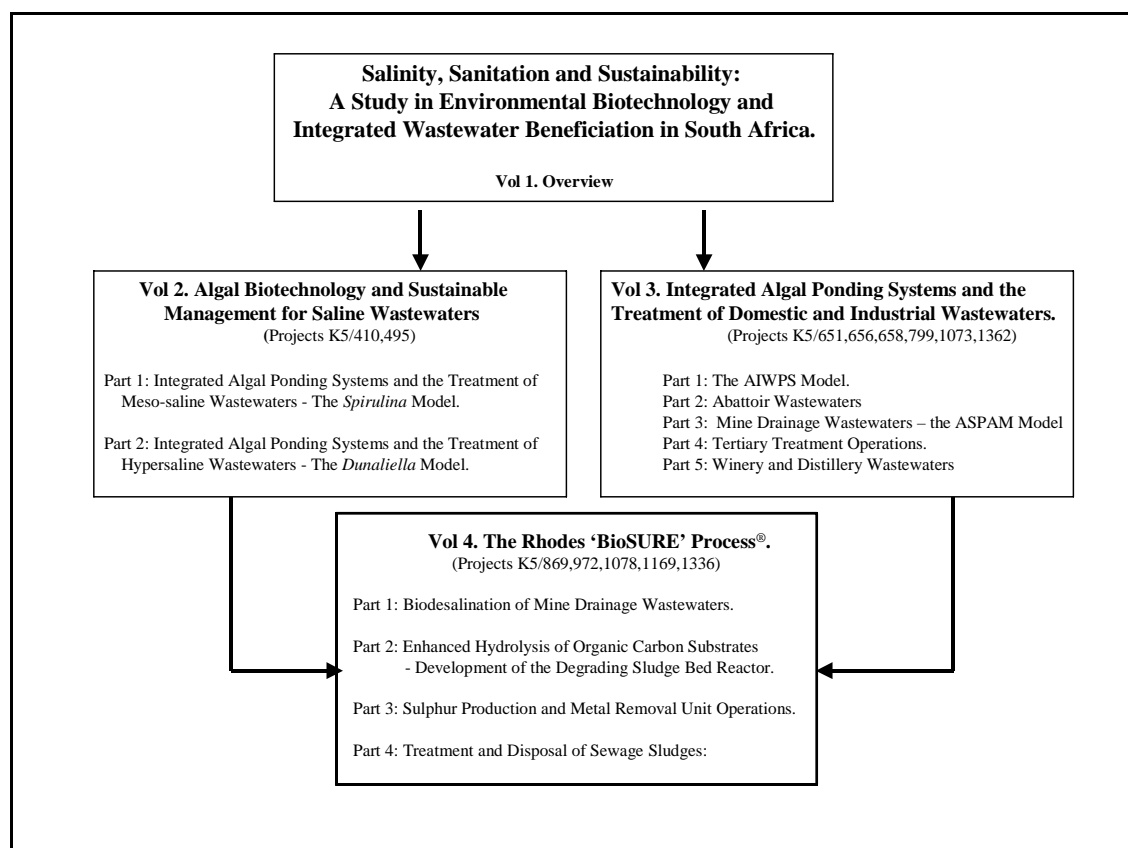 Salinity, Sanitation and Sustainability:
A Study in Environmental Biotechnology and
Integrated Wastewater Beneficiation in South Africa.
Vol 1. Overview
Vol 2. Algal Biotechnology and Sustainable
Management for Saline Wastewaters
(Projects K5/410,495)
Part 1: Integrated Algal Ponding Systems and the Treatment of
Meso-saline Wastewaters - The Spirulina Model.
Part 2: Integrated Algal Ponding Systems and the Treatment of
Hypersaline Wastewaters - The Dunaliella Model.
Vol 3. Integrated Algal Ponding Systems and the
Treatment of Domestic and Industrial Wastewaters.
(Projects K5/651,656,658,799,1073,1362)
Part 1: The AIWPS Model.
Part 2: Abattoir Wastewaters
Part 3: Mine Drainage Wastewaters – the ASPAM Model
Part 4: Tertiary Treatment Operations.
Part 5: Winery and Distillery Wastewaters
Vol 4. The Rhodes ‘BioSURE’ Process®.
(Projects K5/869,972,1078,1169,1336)
Part 1: Biodesalination of Mine Drainage Wastewaters.
Part 2: Enhanced Hydrolysis of Organic Carbon Substrates
- Development of the Degrading Sludge Bed Reactor.
Part 3: Sulphur Production and Metal Removal Unit Operations.
Part 4: Treatment and Disposal of Sewage Sludges: